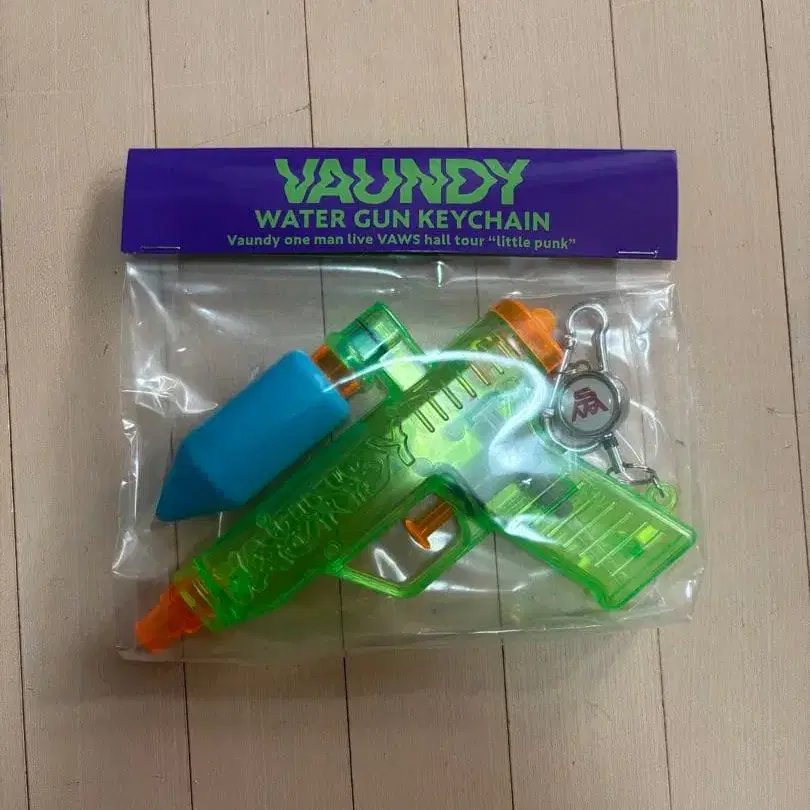 VAUNDY
WATER GUN KEYCHAIN
Vaundy one man live VAWS hall tour "little punk"